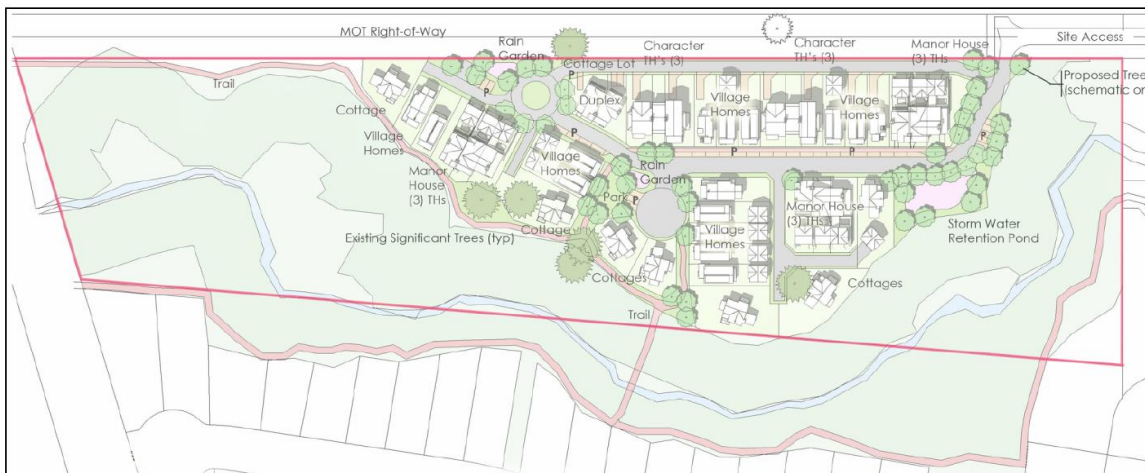 MOT Right-of-Way
Site Access
Rain
Garden
Character
TH's (3)
Character
TH's (3)
Manor House
(3) THs
Cottage Lot
P
Proposed Tree
(schematic on
Trail
Cottage
Duplex
Village
Homes
Village
Homes
P
Village
Homes
P
P
P
Manor
House
(3) THs
Village
Homes
Rain
Garden
Park
P
Manor House
(3) THs
Village
Homes
Storm Water
Retention Pond
Existing Significant Trees (typ)
Cottage
Cottages
Cottages
Trail